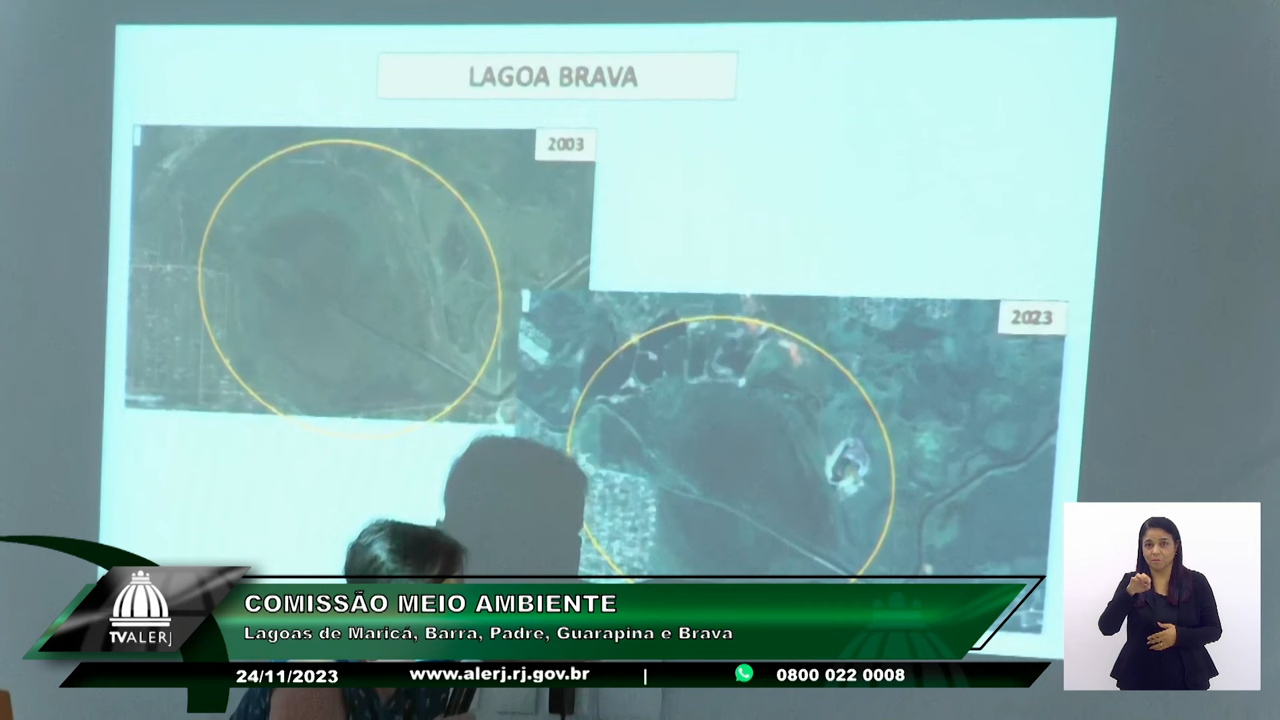 LAGOA BRAVA
2003
2023
COMISSÃO MEIO AMBIENTE
Lagoas de Maricá, Barra, Padre, Guarapina e Brava
TVALERJ
24/11/2023 www.alerj.rj.gov.br | 0800 022 0008